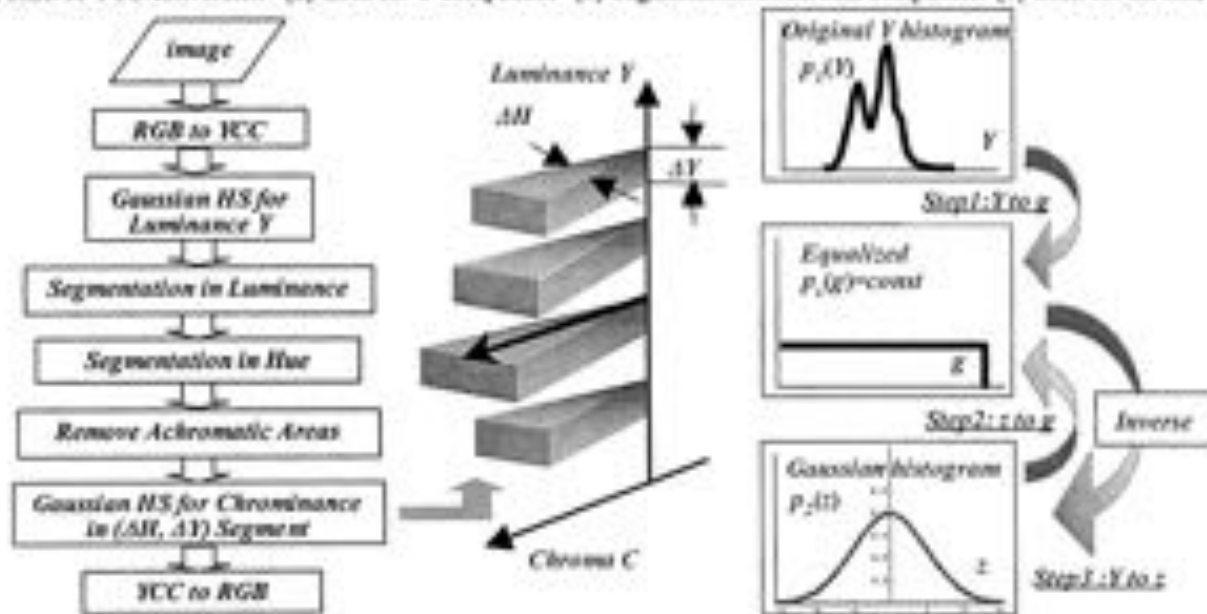 image
RGB to YCC
Gaussian HS for
Luminance Y
Segmentation in Luminance
Segmentation in Hue
Remove Achromatic Areas
Gaussian HS for Chrominance
in (ΔH, ΔY) Segment
YCC to RGB
Luminance Y
ΔH
ΔY
Chroma C
Original Y histogram
Y
Step1:Y to g
Equalized
g
Step2: z to g
Inverse
Gaussian histogram
p₂(z)
z
Step3:Y to z